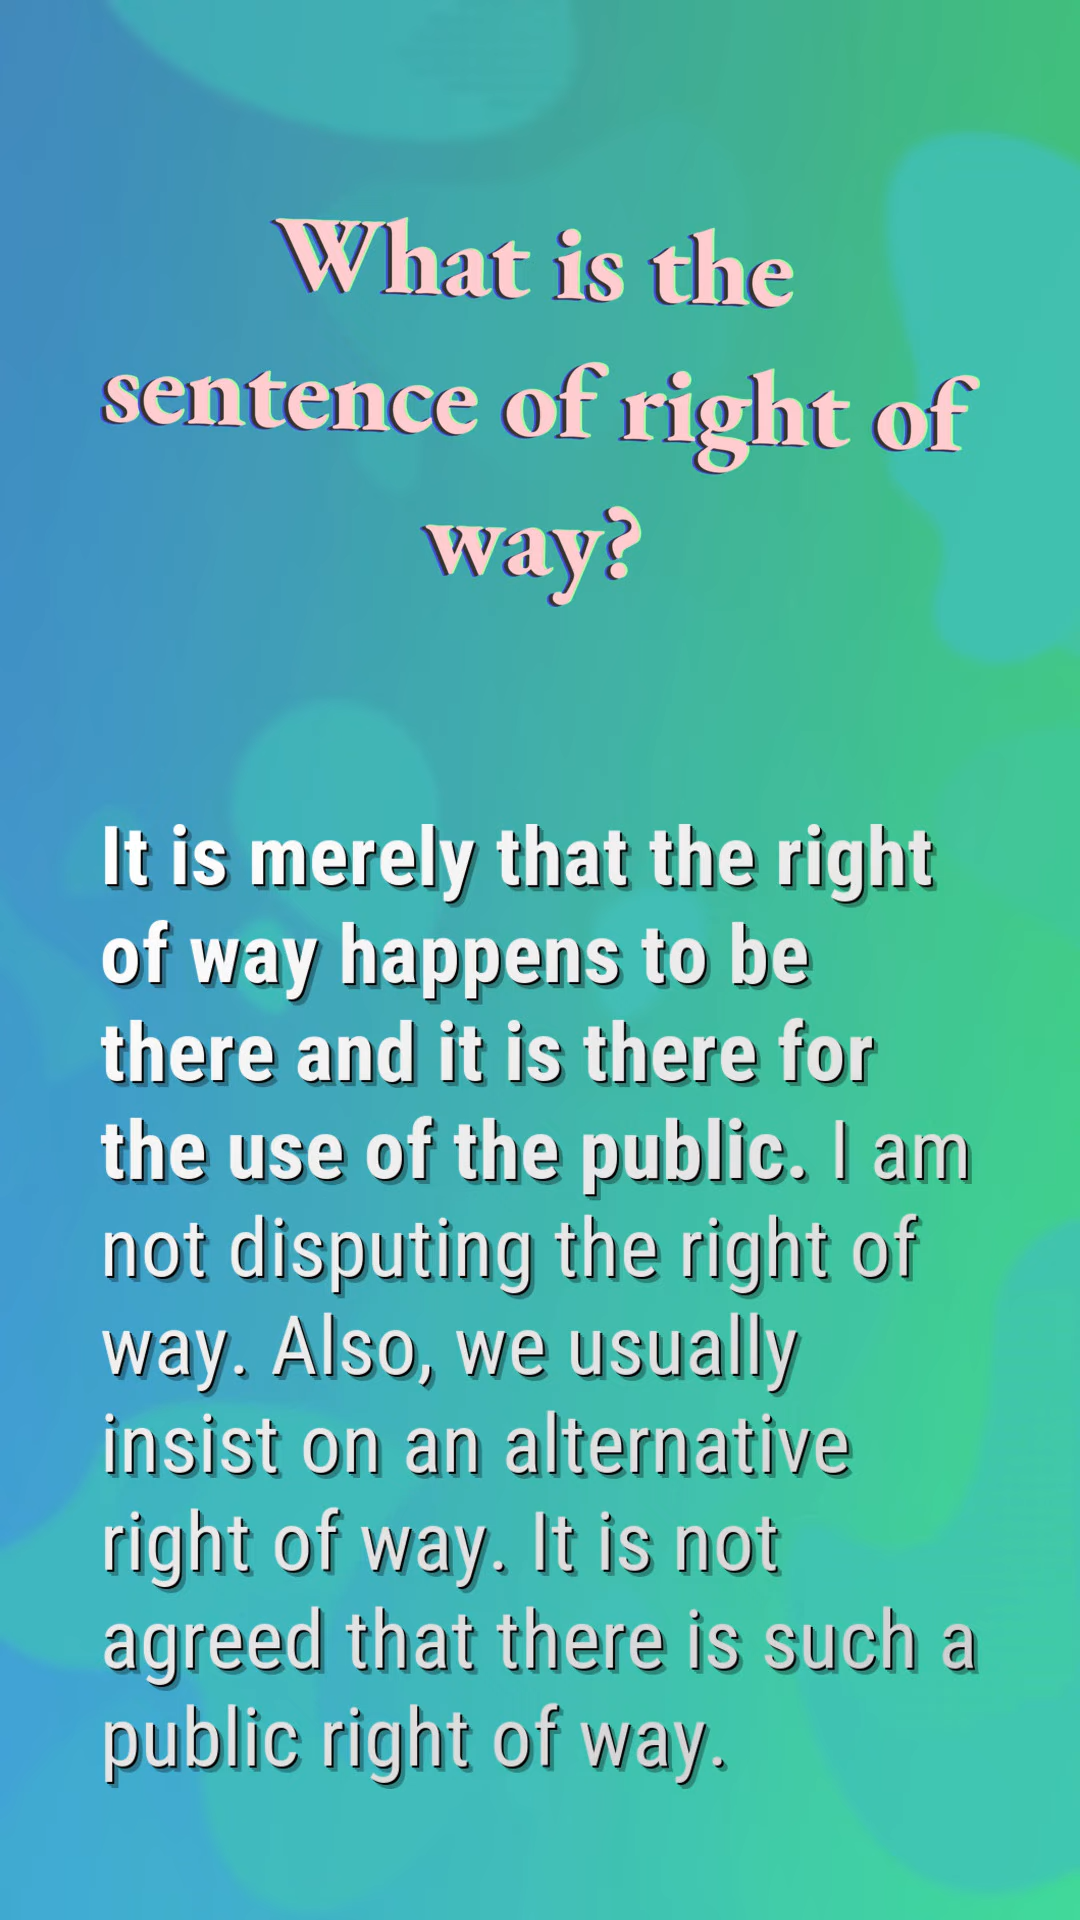 What is the
sentence of right of
way?
It is merely that the right
of way happens to be
there and it is there for
the use of the public. I am
not disputing the right of
way. Also, we usually
insist on an alternative
right of way. It is not
agreed that there is such a
public right of way.